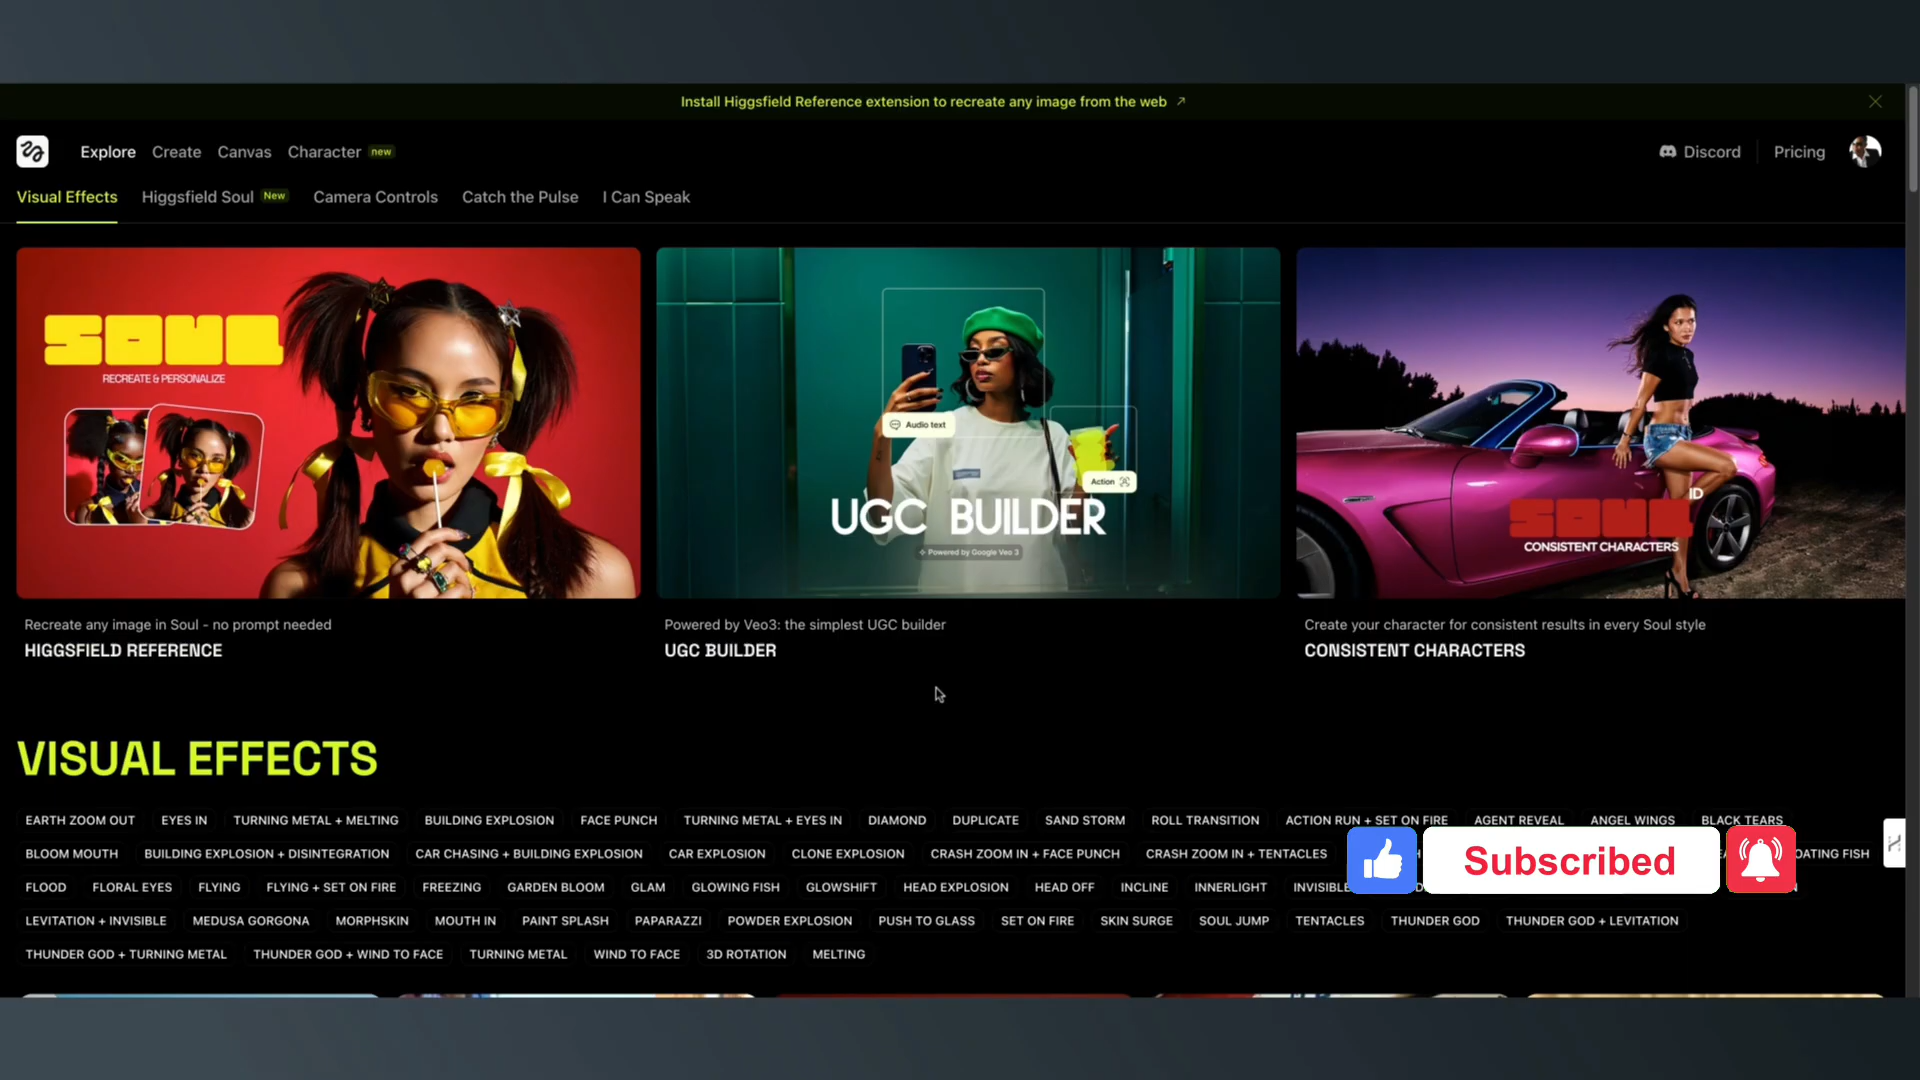 Install Higgsfield Reference extension to recreate any image from the web
Explore Create Canvas Character new
Discord Pricing
Visual Effects Higgsfield Soul New Camera Controls Catch the Pulse I Can Speak
SOUL
RECREATE & PERSONALIZE
Audio text
Action
UGC BUILDER
Powered by Google Veo 3
SOUL ID
CONSISTENT CHARACTERS
Recreate any image in Soul - no prompt needed
HIGGSFIELD REFERENCE
Powered by Veo3: the simplest UGC builder
UGC BUILDER
Create your character for consistent results in every Soul style
CONSISTENT CHARACTERS
VISUAL EFFECTS
EARTH ZOOM OUT EYES IN TURNING METAL + MELTING BUILDING EXPLOSION FACE PUNCH TURNING METAL + EYES IN DIAMOND DUPLICATE SAND STORM ROLL TRANSITION ACTION RUN + SET ON FIRE AGENT REVEAL ANGEL WINGS BLACK TEARS
BLOOM MOUTH BUILDING EXPLOSION + DISINTEGRATION CAR CHASING + BUILDING EXPLOSION CAR EXPLOSION CLONE EXPLOSION CRASH ZOOM IN + FACE PUNCH CRASH ZOOM IN + TENTACLES FISH
Subscribed
FLOOD FLORAL EYES FLYING FLYING + SET ON FIRE FREEZING GARDEN BLOOM GLAM GLOWING FISH GLOWSHIFT HEAD EXPLOSION HEAD OFF INCLINE INNERLIGHT INVISIBLE
LEVITATION + INVISIBLE MEDUSA GORGONA MORPHSKIN MOUTH IN PAINT SPLASH PAPARAZZI POWDER EXPLOSION PUSH TO GLASS SET ON FIRE SKIN SURGE SOUL JUMP TENTACLES THUNDER GOD THUNDER GOD + LEVITATION
THUNDER GOD + TURNING METAL THUNDER GOD + WIND TO FACE TURNING METAL WIND TO FACE 3D ROTATION MELTING